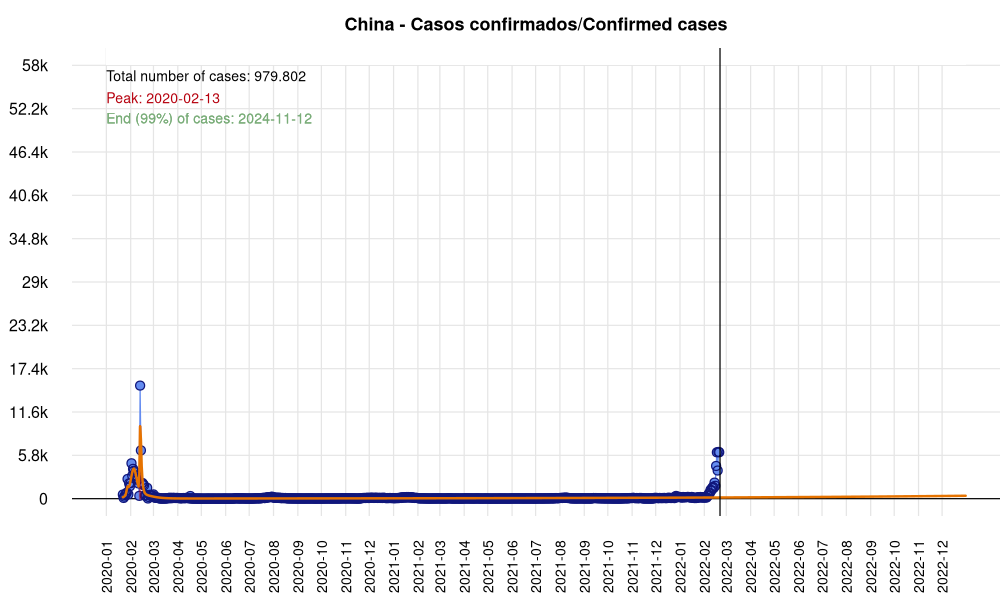 China - Casos confirmados/Confirmed cases
Total number of cases: 979.802
Peak: 2020-02-13
End (99%) of cases: 2024-11-12
58k
52.2k
46.4k
40.6k
34.8k
29k
23.2k
17.4k
11.6k
5.8k
0
2020-01
2020-02
2020-03
2020-04
2020-05
2020-06
2020-07
2020-08
2020-09
2020-10
2020-11
2020-12
2021-01
2021-02
2021-03
2021-04
2021-05
2021-06
2021-07
2021-08
2021-09
2021-10
2021-11
2021-12
2022-01
2022-02
2022-03
2022-04
2022-05
2022-06
2022-07
2022-08
2022-09
2022-10
2022-11
2022-12